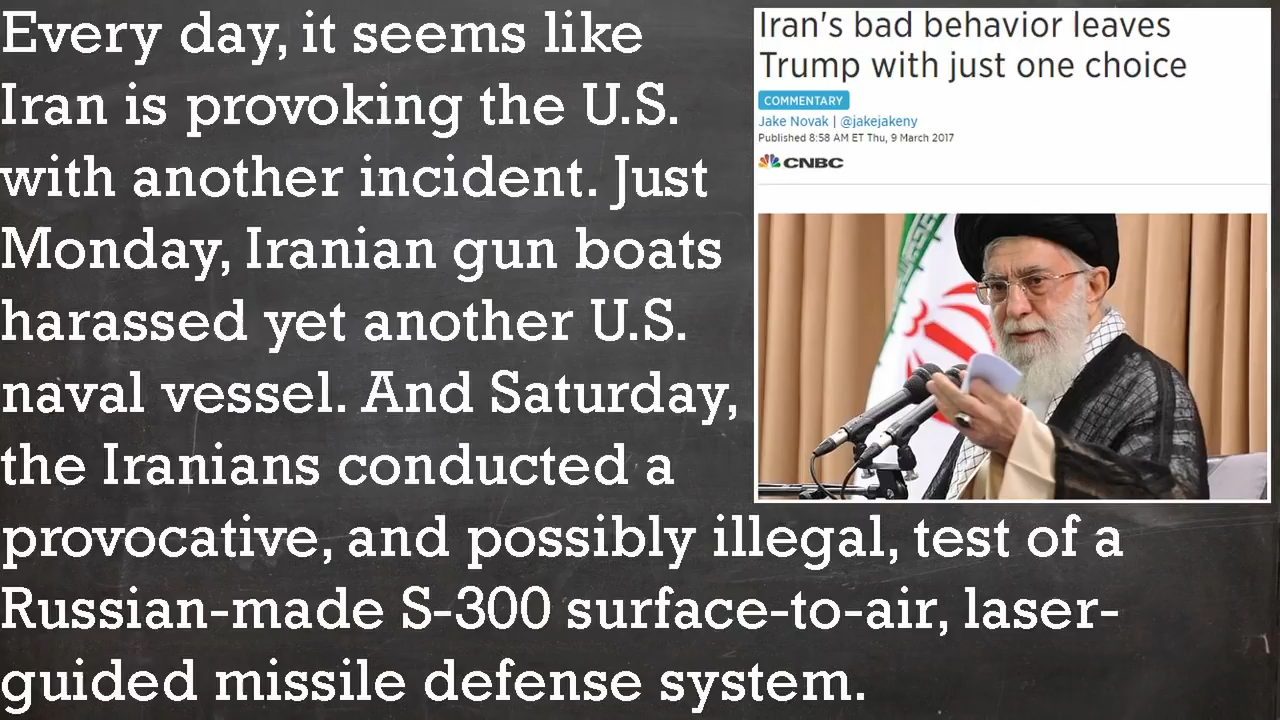 Every day, it seems like
Iran is provoking the U.S.
with another incident. Just
Monday, Iranian gun boats
harassed yet another U.S.
naval vessel. And Saturday,
the Iranians conducted a
provocative, and possibly illegal, test of a
Russian-made S-300 surface-to-air, laser-
guided missile defense system.
Iran's bad behavior leaves
Trump with just one choice
COMMENTARY
Jake Novak | @jakejakeny
Published 8:58 AM ET Thu, 9 March 2017
CNBC